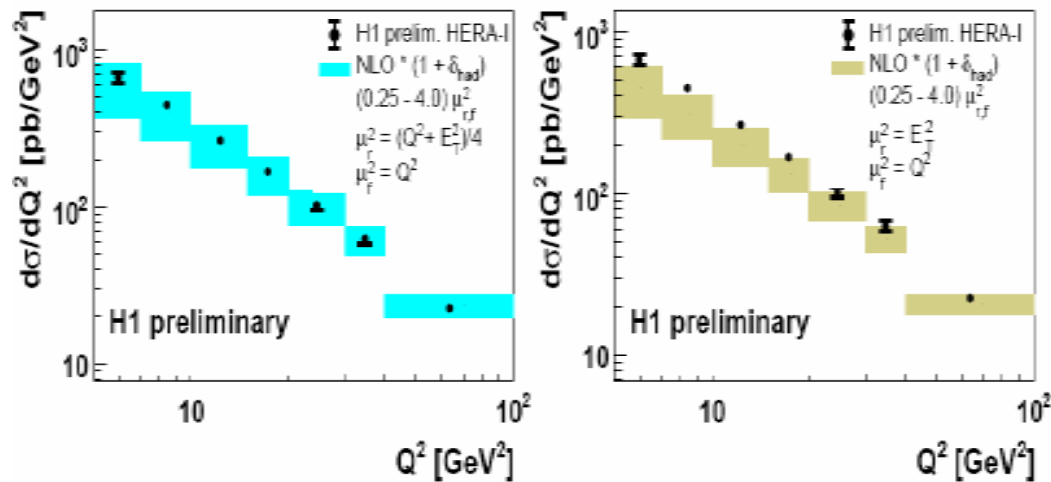 H1 prelim. HERA-I
NLO * (1 + δhad)
(0.25 - 4.0) μ²r,f
μ²r = (Q² + E²T)/4
μ²f = Q²
dσ/dQ² [pb/GeV²]
10³
10²
10
H1 preliminary
10
10²
Q² [GeV²]
H1 prelim. HERA-I
NLO * (1 + δhad)
(0.25 - 4.0) μ²r,f
μ²r = E²T
μ²f = Q²
dσ/dQ² [pb/GeV²]
10³
10²
10
H1 preliminary
10
10²
Q² [GeV²]